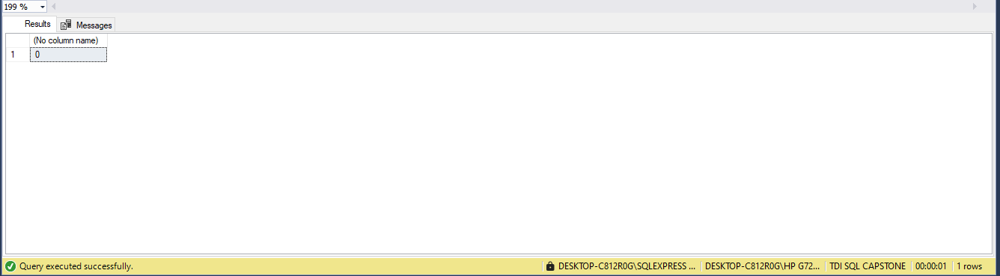 199 %
Results Messages
(No column name)
1 0
Query executed successfully. DESKTOP-C812R0G\SQLEXPRESS ... DESKTOP-C812R0G\HP G72... TDI SQL CAPSTONE 00:00:01 1 rows